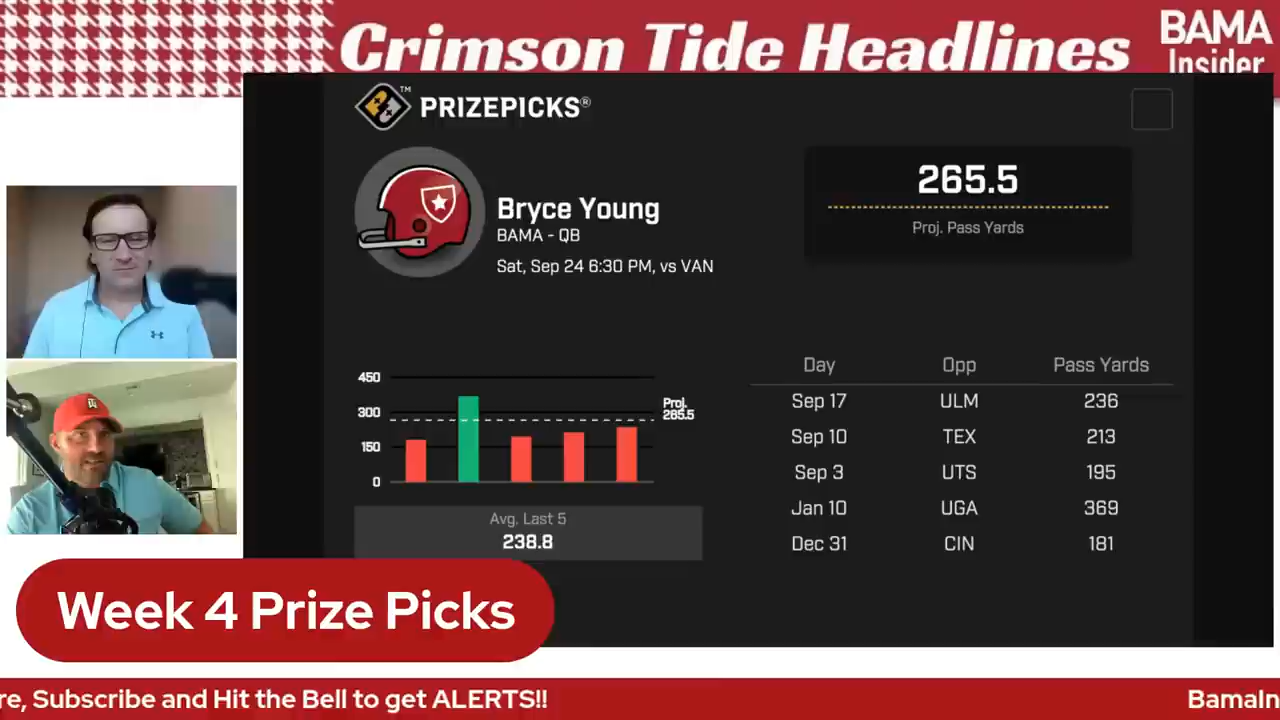 Crimson Tide Headlines
BAMA
Insider
PRIZEPICKS®
™
Bryce Young
BAMA - QB
Sat, Sep 24 6:30 PM, vs VAN
265.5
Proj. Pass Yards
450
300
150
0
Proj.
265.5
Avg. Last 5
238.8
Day Opp Pass Yards
Sep 17 ULM 236
Sep 10 TEX 213
Sep 3 UTS 195
Jan 10 UGA 369
Dec 31 CIN 181
Week 4 Prize Picks
re, Subscribe and Hit the Bell to get ALERTS!!
BamaIn